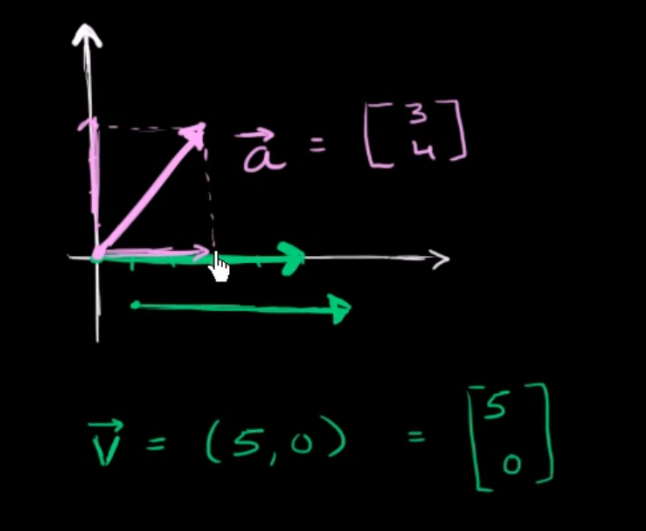 a⃗ = [3
4]
v⃗ = (5,0) = [5
0]